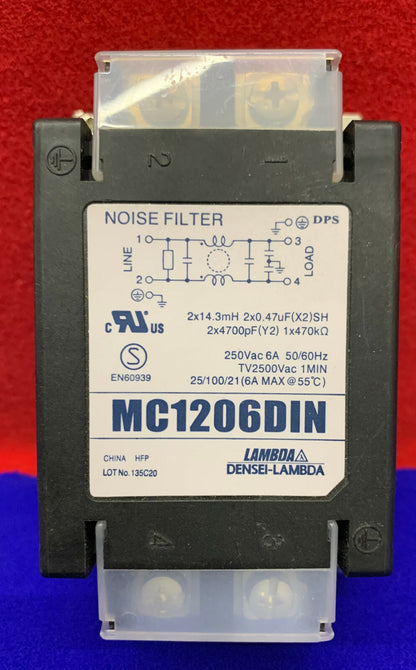 2 1
NOISE FILTER
DPS
1 3
LINE LOAD
2 4
2x14.3mH 2x0.47uF(X2)SH
2x4700pF(Y2) 1x470kΩ
c RU US
S
EN60939
250Vac 6A 50/60Hz
TV2500Vac 1MIN
25/100/21(6A MAX@55℃)
MC1206DIN
CHINA HFP
LOT No. 135C20
LAMBDA
DENSEI-LAMBDA
4 3